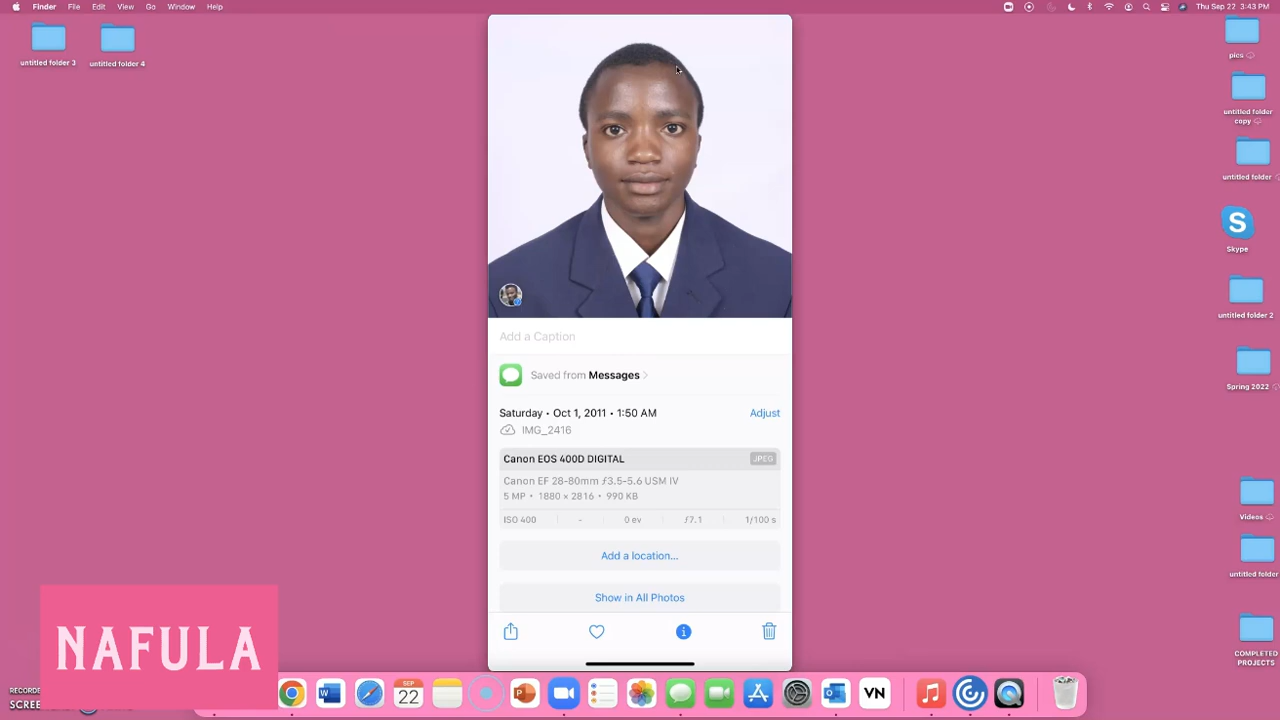 Finder File Edit View Go Window Help
Thu Sep 22 3:43 PM
untitled folder 3
untitled folder 4
pics
untitled folder
copy
untitled folder
Skype
untitled folder 2
Spring 2022
Videos
untitled folder
COMPLETED
PROJECTS
Add a Caption
Saved from Messages
Saturday • Oct 1, 2011 • 1:50 AM
Adjust
IMG_2416
Canon EOS 400D DIGITAL
JPEG
Canon EF 28-80mm ƒ3.5-5.6 USM IV
5 MP • 1880 × 2816 • 990 KB
ISO 400 - 0 ev ƒ7.1 1/100 s
Add a location...
Show in All Photos
NAFULA
SEP
22
VN